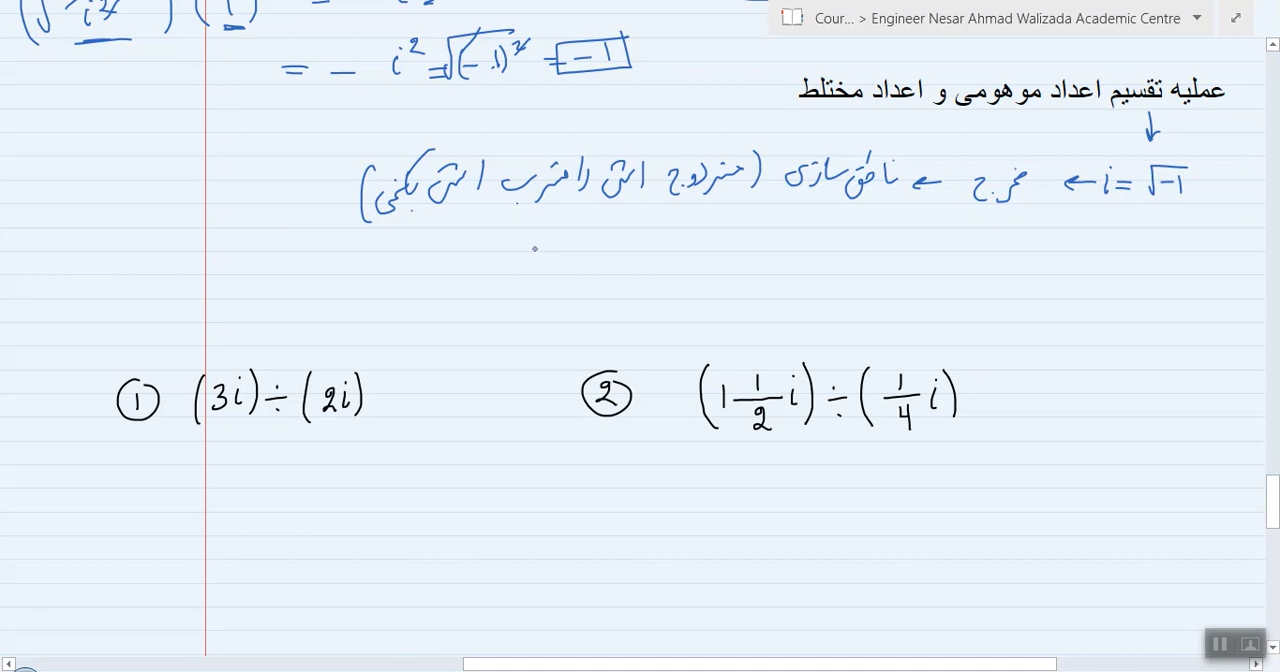 Cour... > Engineer Nesar Ahmad Walizada Academic Centre
= - i² = √(-1)² = -1
عملیه تقسیم اعداد موهومی و اعداد مختلط
i = √-1 ← مخرج ← ناطق سازی (مزدوج اش را ضرب اش بکنی)
① (3i) ÷ (2i) ② (1 1/2 i) ÷ (1/4 i)